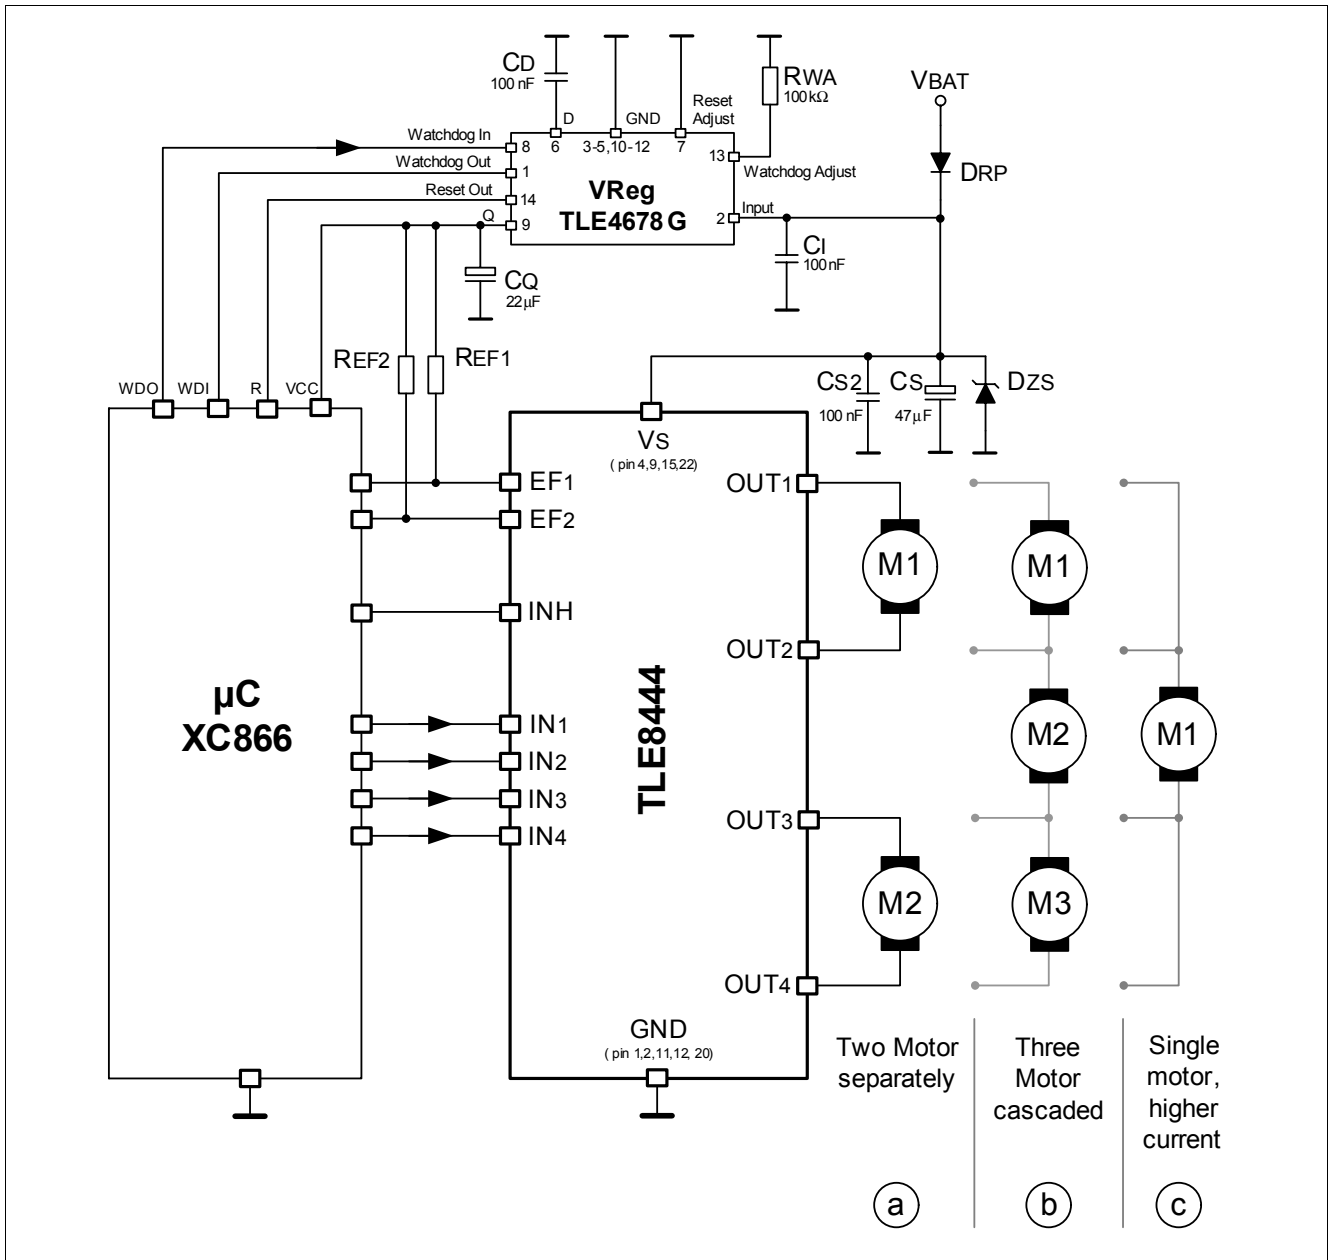 CD
100 nF
RWA
100kΩ
VBAT
D
GND
Reset
Adjust
Watchdog In
8
6
3-5,10-12
7
13
Watchdog Out
1
Watchdog Adjust
DRP
Reset Out
14
VReg
Q
9
TLE4678 G
2
Input
CI
100nF
CQ
22µF
REF2
REF1
WDO
WDI
R
VCC
CS2
100 nF
CS
47µF
DZS
VS
( pin 4,9,15,22)
EF1
OUT1
EF2
M1
M1
INH
OUT2
µC
XC866
TLE8444
IN1
IN2
IN3
IN4
M2
M1
OUT3
M2
M3
OUT4
GND
( pin 1,2,11,12, 20)
Two Motor
separately
Three
Motor
cascaded
Single
motor,
higher
current
a
b
c